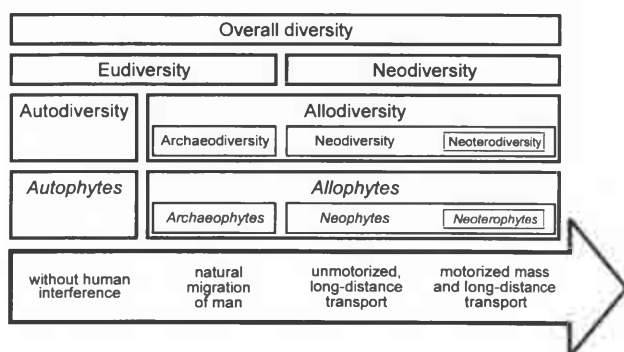 Overall diversity
Eudiversity Neodiversity
Autodiversity Allodiversity
Archaeodiversity Neodiversity Neoterodiversity
Autophytes Allophytes
Archaeophytes Neophytes Neoterophytes
without human
interference
natural
migration
of man
unmotorized,
long-distance
transport
motorized mass
and long-distance
transport